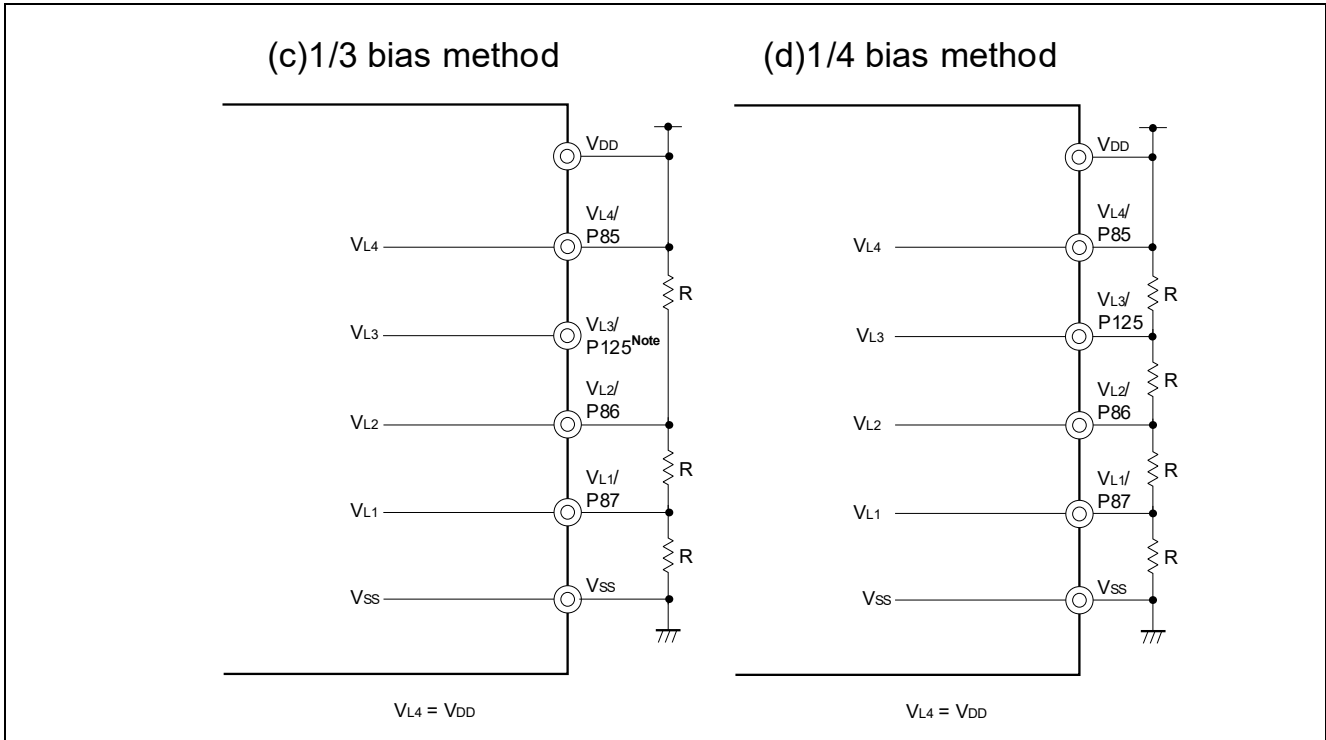 (c)1/3 bias method
VDD
VL4/
P85
VL4
R
VL3/
P125Note
VL3
VL2/
P86
VL2
R
VL1/
P87
VL1
R
VSS
VSS
VL4 = VDD
(d)1/4 bias method
VDD
VL4/
P85
VL4
R
VL3/
P125
VL3
R
VL2/
P86
VL2
R
VL1/
P87
VL1
R
VSS
VSS
VL4 = VDD